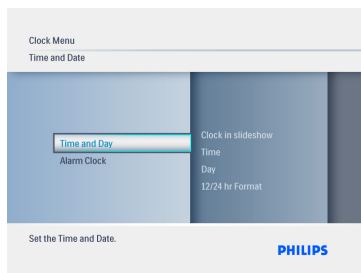 Clock Menu
Time and Date
Time and Day
Alarm Clock
Clock in slideshow
Time
Day
12/24 hr Format
Set the Time and Date.
PHILIPS